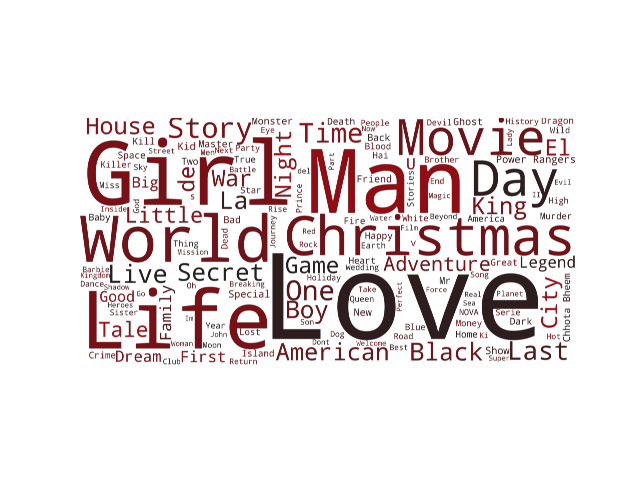 House
Story
Monster
Eye
Death
People
Now
Time
Devil
Ghost
History
Dragon
Wild
Lady
Movie
El
Kill
Street
Kid
Master
Men
Next
Party
Back
Blood
Hai
Killer
Space
Sky
Two
True
Battle
Night
Girl
Man
Part
U
Brother
Power Rangers
Miss
Big
de
s
War
Star
del
Friend
Stories
End
Magic
Day
II
Evil
High
Inside
God
La
Prince
Baby
Little
Bad
Rise
Journey
Fire
Water
White
Film
Beyond
King
America
Murder
World
Thing
Mission
Dead
Red
Rock
Christmas
Happy
Earth
v
Barbie
Kingdom
Dance
Live
Secret
Game
Holiday
Heart
Wedding
Adventure
Great
Song
Legend
Shadow
Go
Oh
Breaking
Special
One
Take
Queen
New
Perfect
Mr
Force
Real
Sea
Planet
Good
Heroes
Sister
Life
Im
Family
Boy
Son
Love
NOVA
Serie
City
Chhota Bheem
Tale
Year
John
Lost
Dog
Blue
Road
Money
Home
Ki
Dark
Hot
Crime
Dream
Woman
Moon
Club
First
Island
Return
Dont
American
Welcome
Best
Black
Show
Super
Last